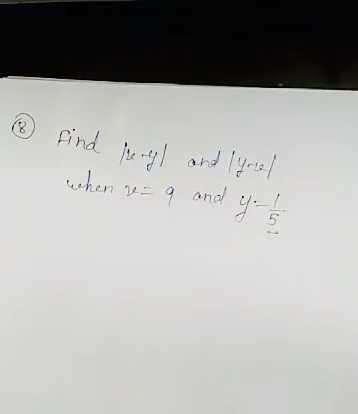 8
Find |x-y| and |y-x|
when x = 9 and y = 1/5